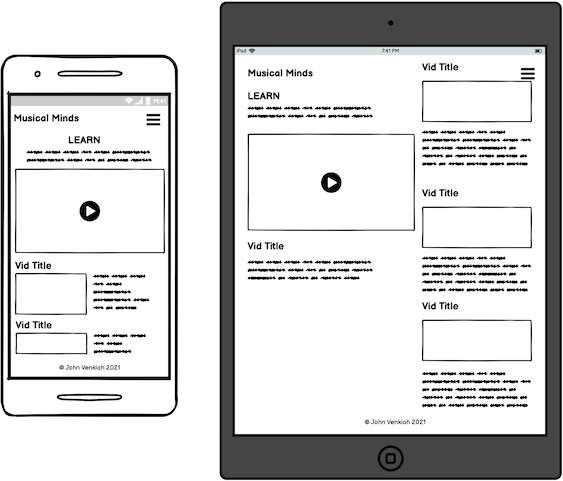 11:41
Musical Minds
LEARN
Vid Title
Vid Title
© John Venkiah 2021
iPad
7:41 PM
Musical Minds
LEARN
Vid Title
Vid Title
Vid Title
Vid Title
© John Venkiah 2021